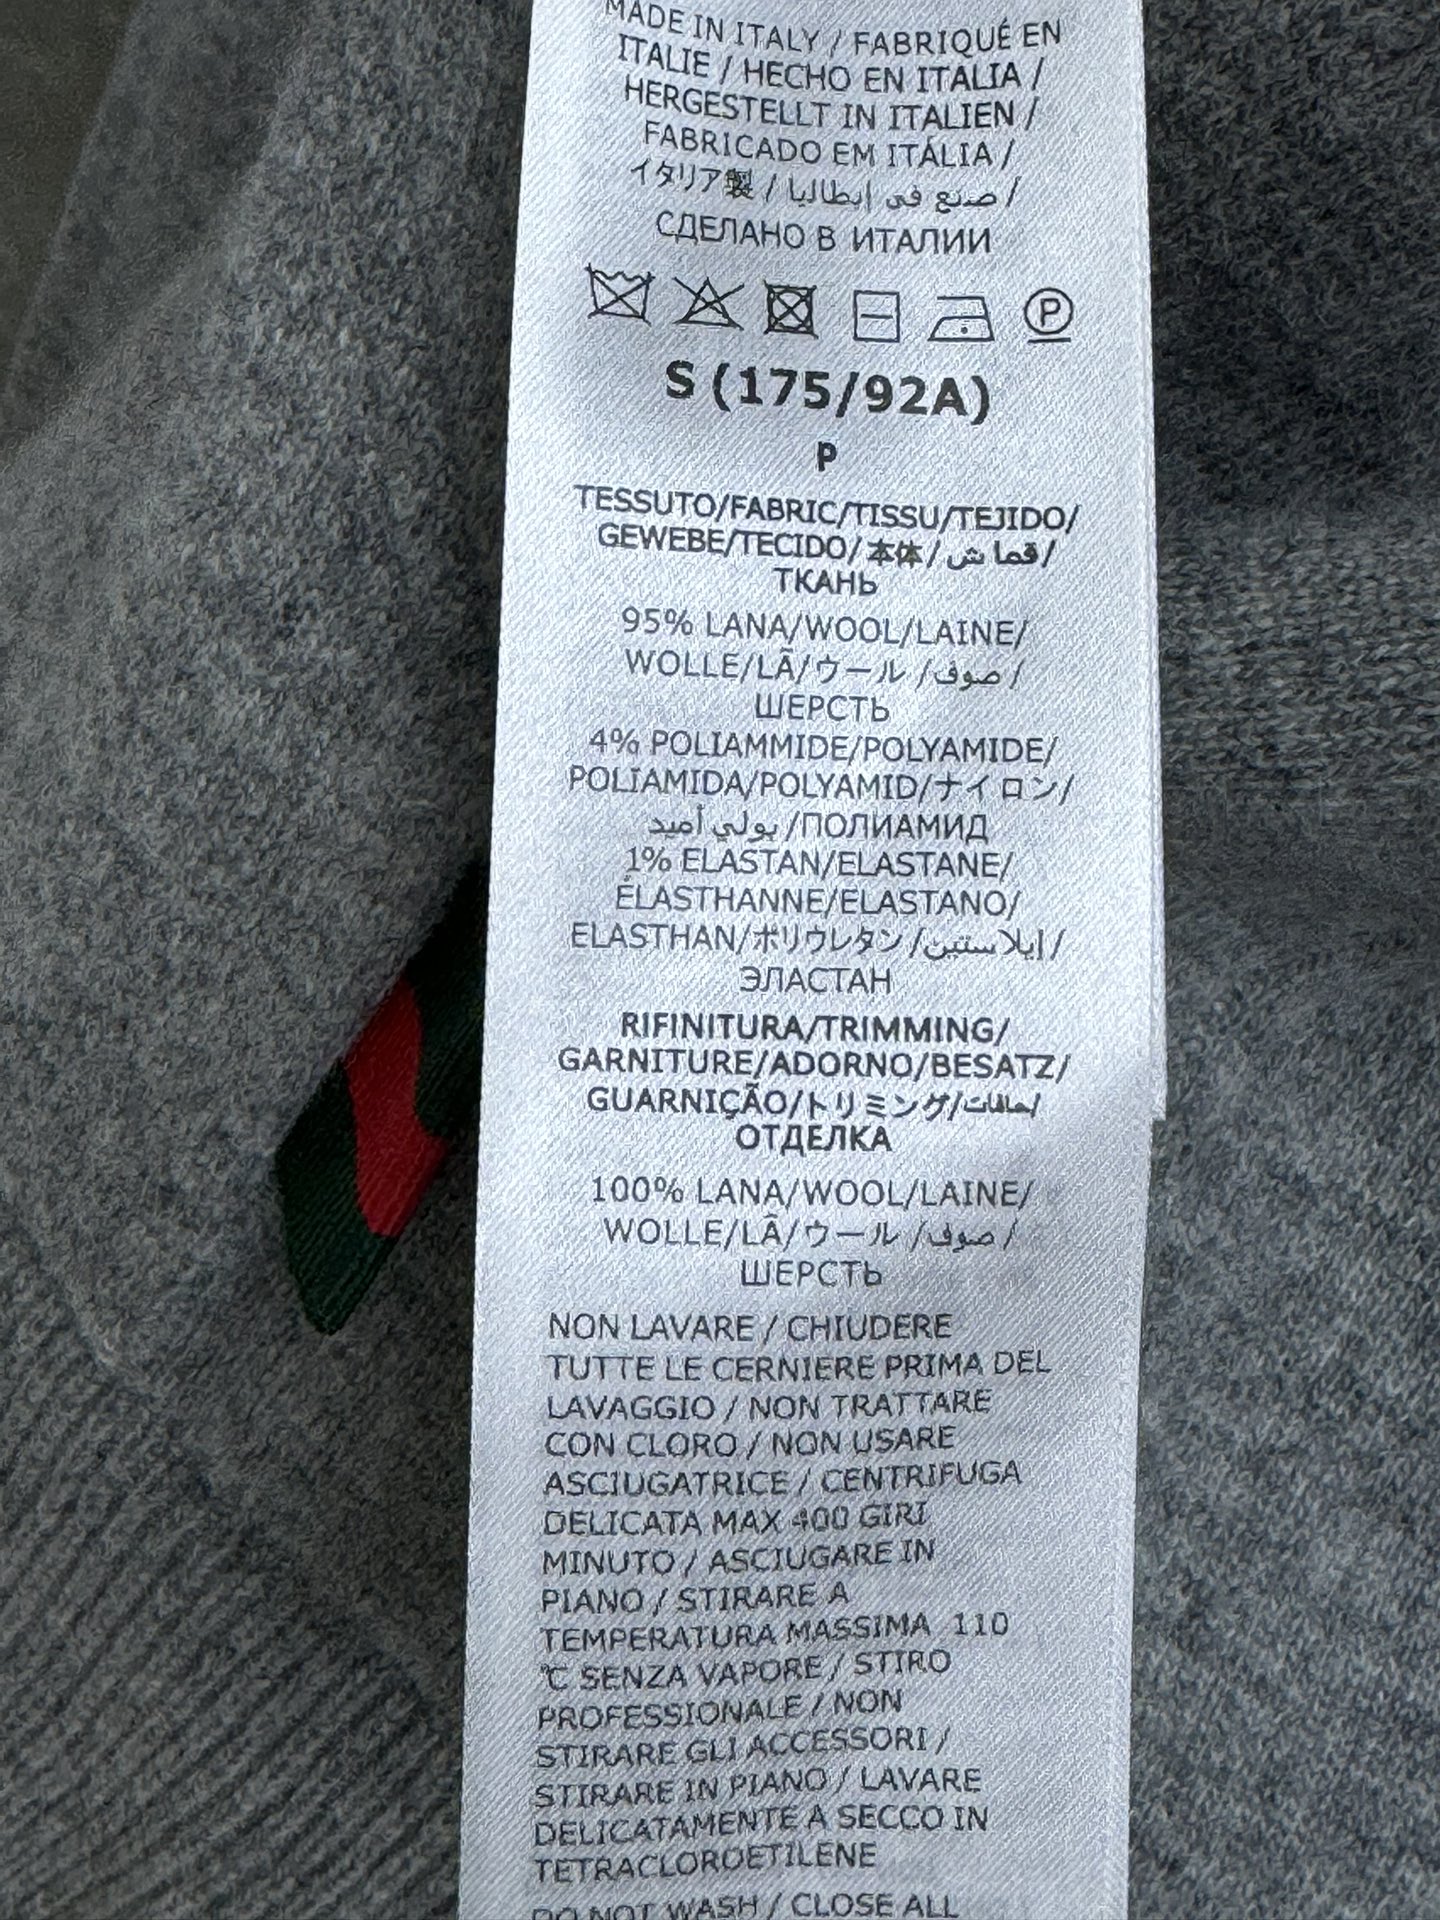 MADE IN ITALY / FABRIQUÉ EN
ITALIE / HECHO EN ITALIA /
HERGESTELLT IN ITALIEN /
FABRICADO EM ITÁLIA /
イタリア製 / صنع في إيطاليا /
СДЕЛАНО В ИТАЛИИ
P
S (175/92A)
P
TESSUTO/FABRIC/TISSU/TEJIDO/
GEWEBE/TECIDO/本体/قماش/
ТКАНЬ
95% LANA/WOOL/LAINE/
WOLLE/LÃ/ウール/صوف/
ШЕРСТЬ
4% POLIAMMIDE/POLYAMIDE/
POLIAMIDA/POLYAMID/ナイロン/
بولي أميد/ПОЛИАМИД
1% ELASTAN/ELASTANE/
ÉLASTHANNE/ELASTANO/
ELASTHAN/ポリウレタン/إيلاستين/
ЭЛАСТАН
RIFINITURA/TRIMMING/
GARNITURE/ADORNO/BESATZ/
GUARNIÇÃO/トリミング/إضافات/
ОТДЕЛКА
100% LANA/WOOL/LAINE/
WOLLE/LÃ/ウール/صوف/
ШЕРСТЬ
NON LAVARE / CHIUDERE
TUTTE LE CERNIERE PRIMA DEL
LAVAGGIO / NON TRATTARE
CON CLORO / NON USARE
ASCIUGATRICE / CENTRIFUGA
DELICATA MAX 400 GIRI
MINUTO / ASCIUGARE IN
PIANO / STIRARE A
TEMPERATURA MASSIMA 110
°C SENZA VAPORE / STIRO
PROFESSIONALE / NON
STIRARE GLI ACCESSORI /
STIRARE IN PIANO / LAVARE
DELICATAMENTE A SECCO IN
TETRACLOROETILENE
DO NOT WASH / CLOSE ALL